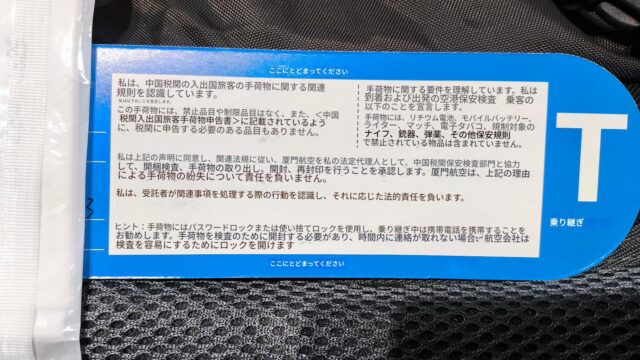 ここにとどまってください
私は、中国税関の入出国旅客の手荷物に関する関連
規則を認識しています。
私は以下のことを宣言します。
この手荷物には、禁止品目や制限品目はなく、また、<中国
税関入出国旅客手荷物申告書>に記載されているよう
に、税関に申告する必要のある品目もありません。
手荷物に関する要件を理解しています。私は
到着および出発の空港保安検査 乗客の
以下のことを宣言します。
手荷物には、リチウム電池、モバイルバッテリー、
ライター、マッチ、電子タバコ、規制対象の
ナイフ、銃器、弾薬、その他保安規則
で禁止されている物品は含まれていません。
私は上記の声明に同意し、関連法規に従い、厦門航空を私の法定代理人として、中国税関保安検査部門と協力
して、開梱検査、手荷物の取り出し、開封、再封印を行うことを承認します。厦門航空は、上記の理由
による手荷物の紛失について責任を負いません。
私は、受託者が関連事項を処理する際の行動を認識し、それに応じた法的責任を負います。
ヒント：手荷物にはパスワードロックまたは使い捨てロックを使用し、乗り継ぎ中は携帯電話を携帯することを
お勧めします。手荷物を検査のために開封する必要があり、時間内に連絡が取れない場合、航空会社は
検査を容易にするためにロックを開けます
ここにとどまってください
T
乗り継ぎ